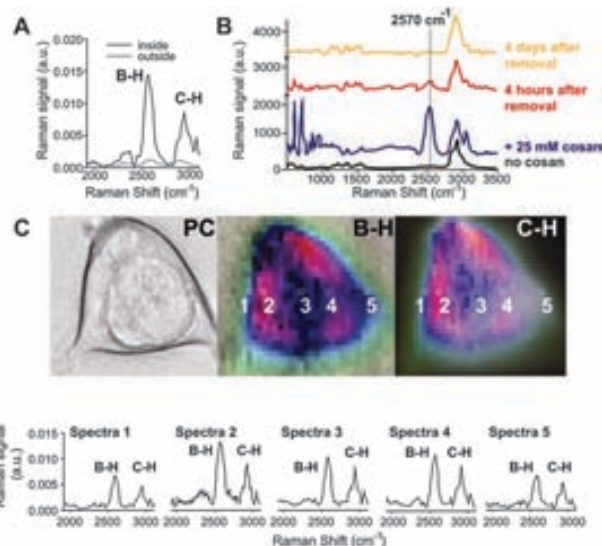 A
Raman signal (a.u.)
0.020
0.015
0.010
0.005
0.000
inside
outside
B-H
C-H
2000 2500 3000
Raman Shift (cm-1)
B
2570 cm-1
Raman signal (a.u.)
4000
3000
2000
1000
0
1000 1500 2000 2500 3000 3500
Raman Shift (cm-1)
4 days after
removal
4 hours after
removal
+ 25 mM cosan
no cosan
C
PC
B-H
C-H
1 2 3 4 5
1 2 3 4 5
Raman signal
(a.u.)
0.015
0.010
0.005
0.000
Spectra 1
B-H C-H
2000 2500 3000
Spectra 2
B-H C-H
2000 2500 3000
Spectra 3
B-H C-H
2000 2500 3000
Spectra 4
B-H C-H
2000 2500 3000
Spectra 5
B-H C-H
2000 2500 3000
Raman Shift (cm-1)